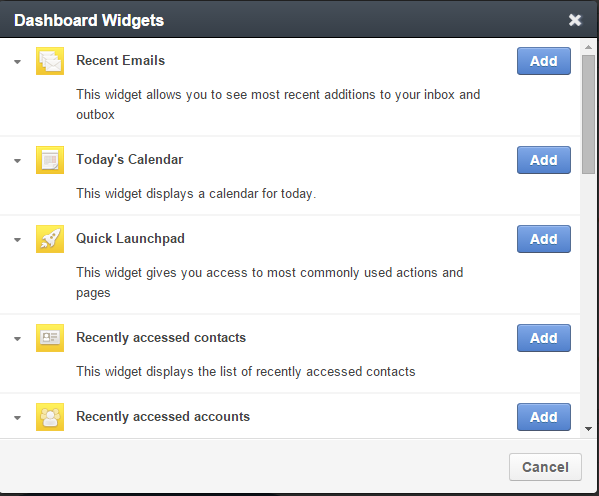 Dashboard Widgets
Recent Emails
Add
This widget allows you to see most recent additions to your inbox and
outbox
Today's Calendar
Add
This widget displays a calendar for today.
Quick Launchpad
Add
This widget gives you access to most commonly used actions and
pages
Recently accessed contacts
Add
This widget displays the list of recently accessed contacts
Recently accessed accounts
Add
Cancel